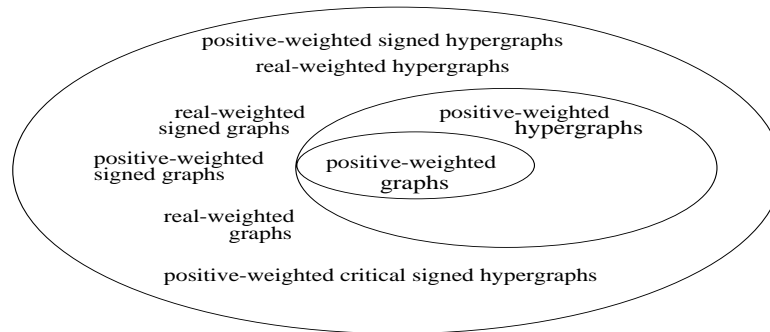 positive-weighted signed hypergraphs
real-weighted hypergraphs
real-weighted
signed graphs
positive-weighted
hypergraphs
positive-weighted
signed graphs
positive-weighted
graphs
real-weighted
graphs
positive-weighted critical signed hypergraphs